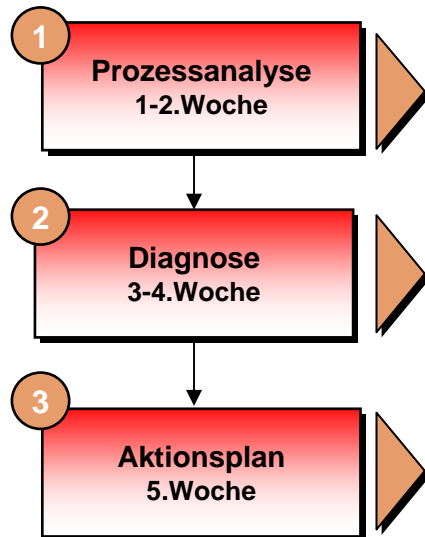 1
Prozessanalyse
1-2.Woche
2
Diagnose
3-4.Woche
3
Aktionsplan
5.Woche